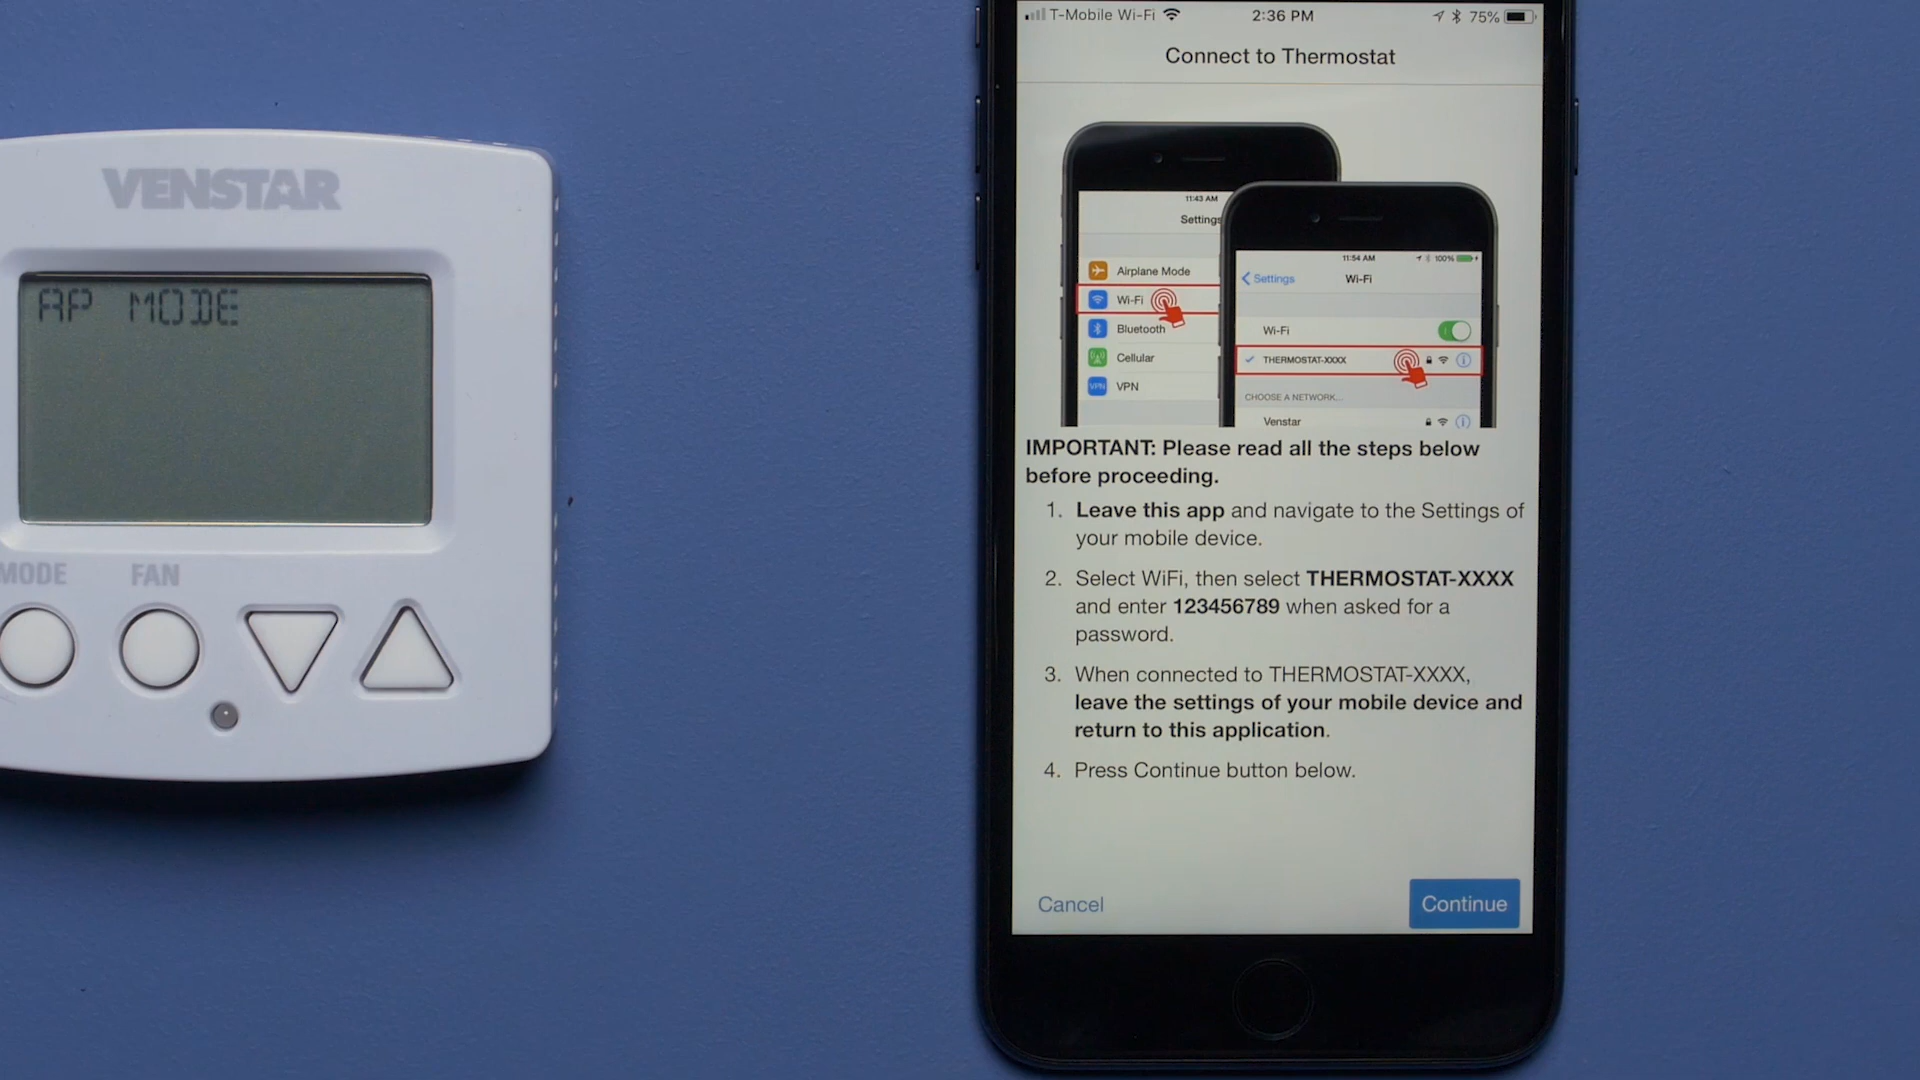 VENSTAR
AP MODE
MODE FAN
T-Mobile Wi-Fi 2:36 PM 75%
Connect to Thermostat
11:43 AM
Settings
Airplane Mode
Wi-Fi
Bluetooth
Cellular
VPN VPN
11:54 AM 100%
Settings Wi-Fi
Wi-Fi
THERMOSTAT-XXXX
CHOOSE A NETWORK...
Venstar
IMPORTANT: Please read all the steps below
before proceeding.
1. Leave this app and navigate to the Settings of
your mobile device.
2. Select WiFi, then select THERMOSTAT-XXXX
and enter 123456789 when asked for a
password.
3. When connected to THERMOSTAT-XXXX,
leave the settings of your mobile device and
return to this application.
4. Press Continue button below.
Cancel Continue